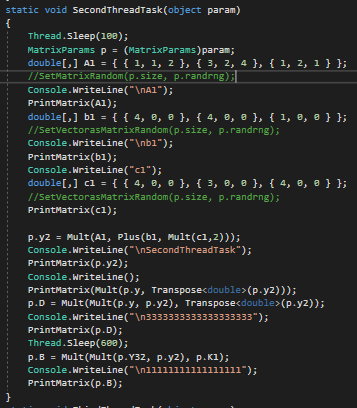 static void SecondThreadTask(object param)
{
Thread.Sleep(100);
MatrixParams p = (MatrixParams)param;
double[,] A1 = { { 1, 1, 2 }, { 3, 2, 4 }, { 1, 2, 1 } };
//SetMatrixRandom(p.size, p.randrng);
Console.WriteLine("\nA1");
PrintMatrix(A1);
double[,] b1 = { { 4, 0, 0 }, { 4, 0, 0 }, { 1, 0, 0 } };
//SetVectorasMatrixRandom(p.size, p.randrng);
Console.WriteLine("\nb1");
PrintMatrix(b1);
Console.WriteLine("c1");
double[,] c1 = { { 4, 0, 0 }, { 3, 0, 0 }, { 4, 0, 0 } };
//SetVectorasMatrixRandom(p.size, p.randrng);
PrintMatrix(c1);
p.y2 = Mult(A1, Plus(b1, Mult(c1,2)));
Console.WriteLine("\nSecondThreadTask");
PrintMatrix(p.y2);
Console.WriteLine();
PrintMatrix(Mult(p.y, Transpose<double>(p.y2)));
p.D = Mult(Mult(p.y, p.y2), Transpose<double>(p.y2));
Console.WriteLine("\n3333333333333333333");
PrintMatrix(p.D);
Thread.Sleep(600);
p.B = Mult(Mult(p.Y32, p.y2), p.K1);
Console.WriteLine("\n11111111111111111");
PrintMatrix(p.B);
}